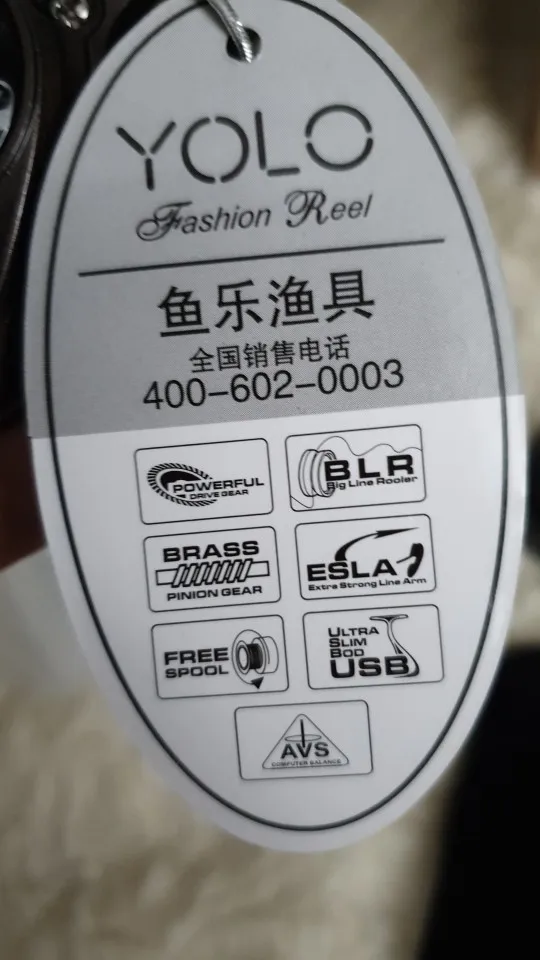 YOLO
Fashion Reel
鱼乐渔具
全国销售电话
400-602-0003
POWERFUL
DRIVE GEAR
BLR
Big Line Rooler
BRASS
PINION GEAR
ESLA
Extra Strong Line Arm
FREE
SPOOL
ULTRA
SLIM
BOD
USB
AVS
COMPUTER BALANCE